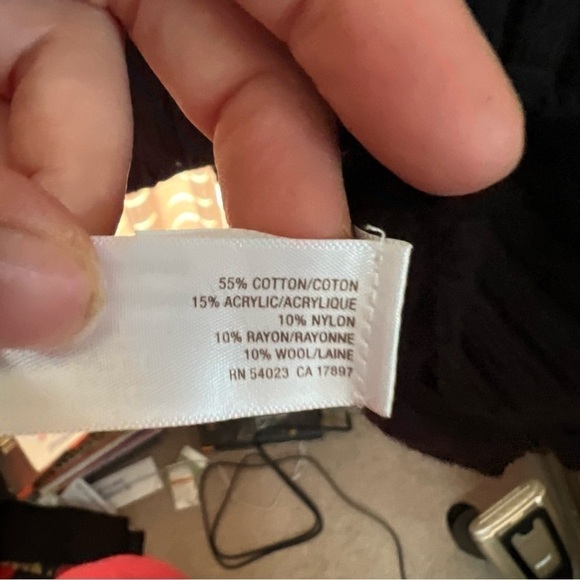 55% COTTON/COTON
15% ACRYLIC/ACRYLIQUE
10% NYLON
10% RAYON/RAYONNE
10% WOOL/LAINE
RN 54023 CA 17897